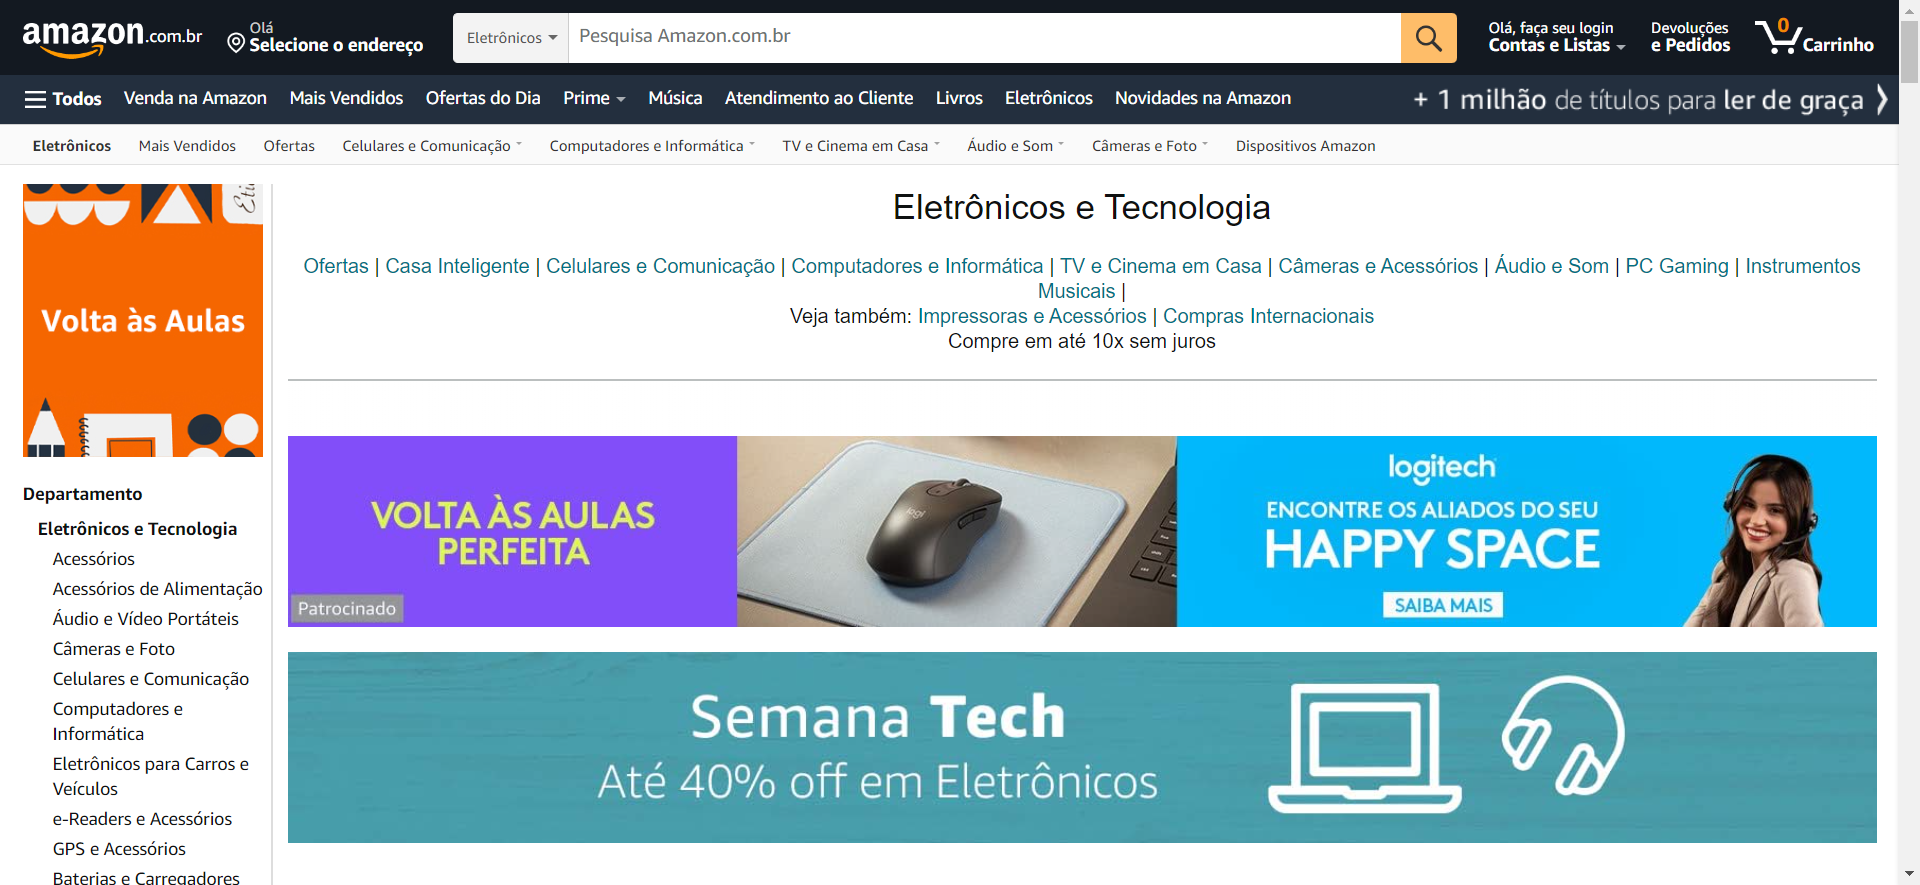 amazon.com.br
Olá
Selecione o endereço
Eletrônicos
Pesquisa Amazon.com.br
Olá, faça seu login
Contas e Listas
Devoluções
e Pedidos
0
Carrinho
Todos
Venda na Amazon
Mais Vendidos
Ofertas do Dia
Prime
Música
Atendimento ao Cliente
Livros
Eletrônicos
Novidades na Amazon
+ 1 milhão de títulos para ler de graça
Eletrônicos
Mais Vendidos
Ofertas
Celulares e Comunicação
Computadores e Informática
TV e Cinema em Casa
Áudio e Som
Câmeras e Foto
Dispositivos Amazon
Volta às Aulas
Departamento
Eletrônicos e Tecnologia
Acessórios
Acessórios de Alimentação
Áudio e Vídeo Portáteis
Câmeras e Foto
Celulares e Comunicação
Computadores e
Informática
Eletrônicos para Carros e
Veículos
e-Readers e Acessórios
GPS e Acessórios
Baterias e Carregadores
Eletrônicos e Tecnologia
Ofertas | Casa Inteligente | Celulares e Comunicação | Computadores e Informática | TV e Cinema em Casa | Câmeras e Acessórios | Áudio e Som | PC Gaming | Instrumentos
Musicais |
Veja também: Impressoras e Acessórios | Compras Internacionais
Compre em até 10x sem juros
VOLTA ÀS AULAS
PERFEITA
Patrocinado
logi
logitech
ENCONTRE OS ALIADOS DO SEU
HAPPY SPACE
SAIBA MAIS
Semana Tech
Até 40% off em Eletrônicos